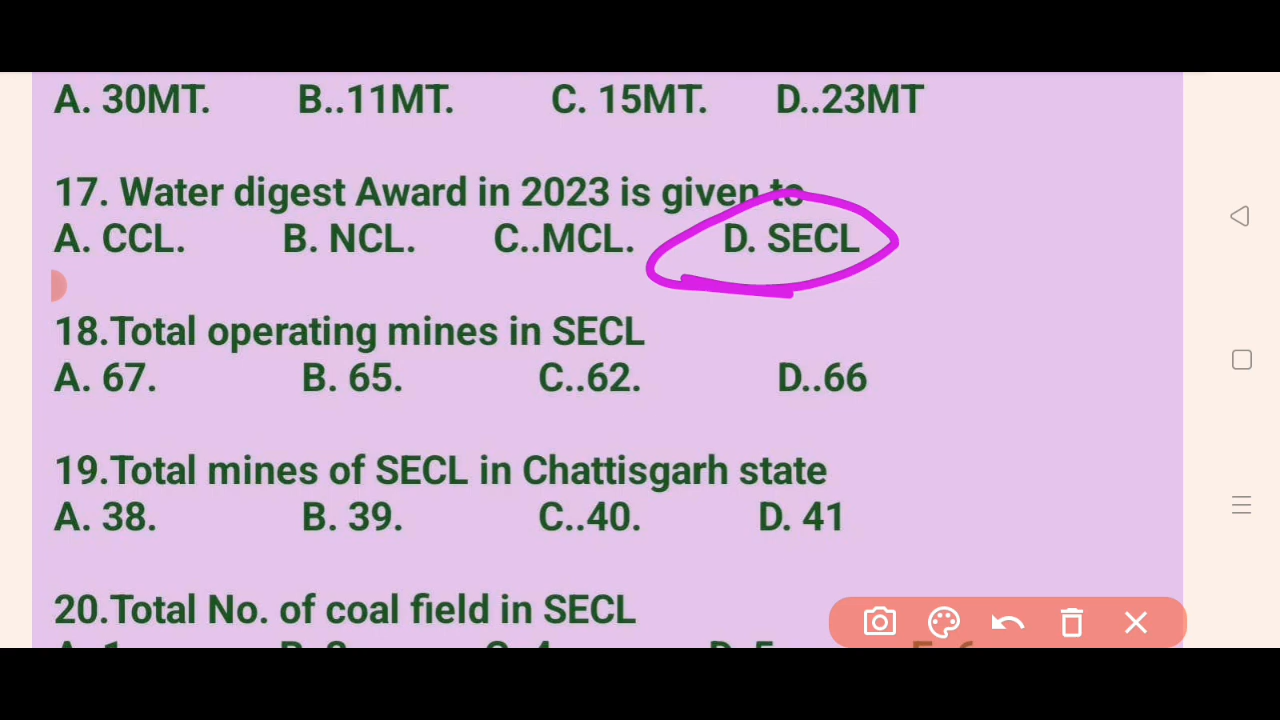 A. 30MT. B..11MT. C. 15MT. D..23MT
17. Water digest Award in 2023 is given to
A. CCL. B. NCL. C..MCL. D. SECL
18.Total operating mines in SECL
A. 67. B. 65. C..62. D..66
19.Total mines of SECL in Chattisgarh state
A. 38. B. 39. C..40. D. 41
20.Total No. of coal field in SECL